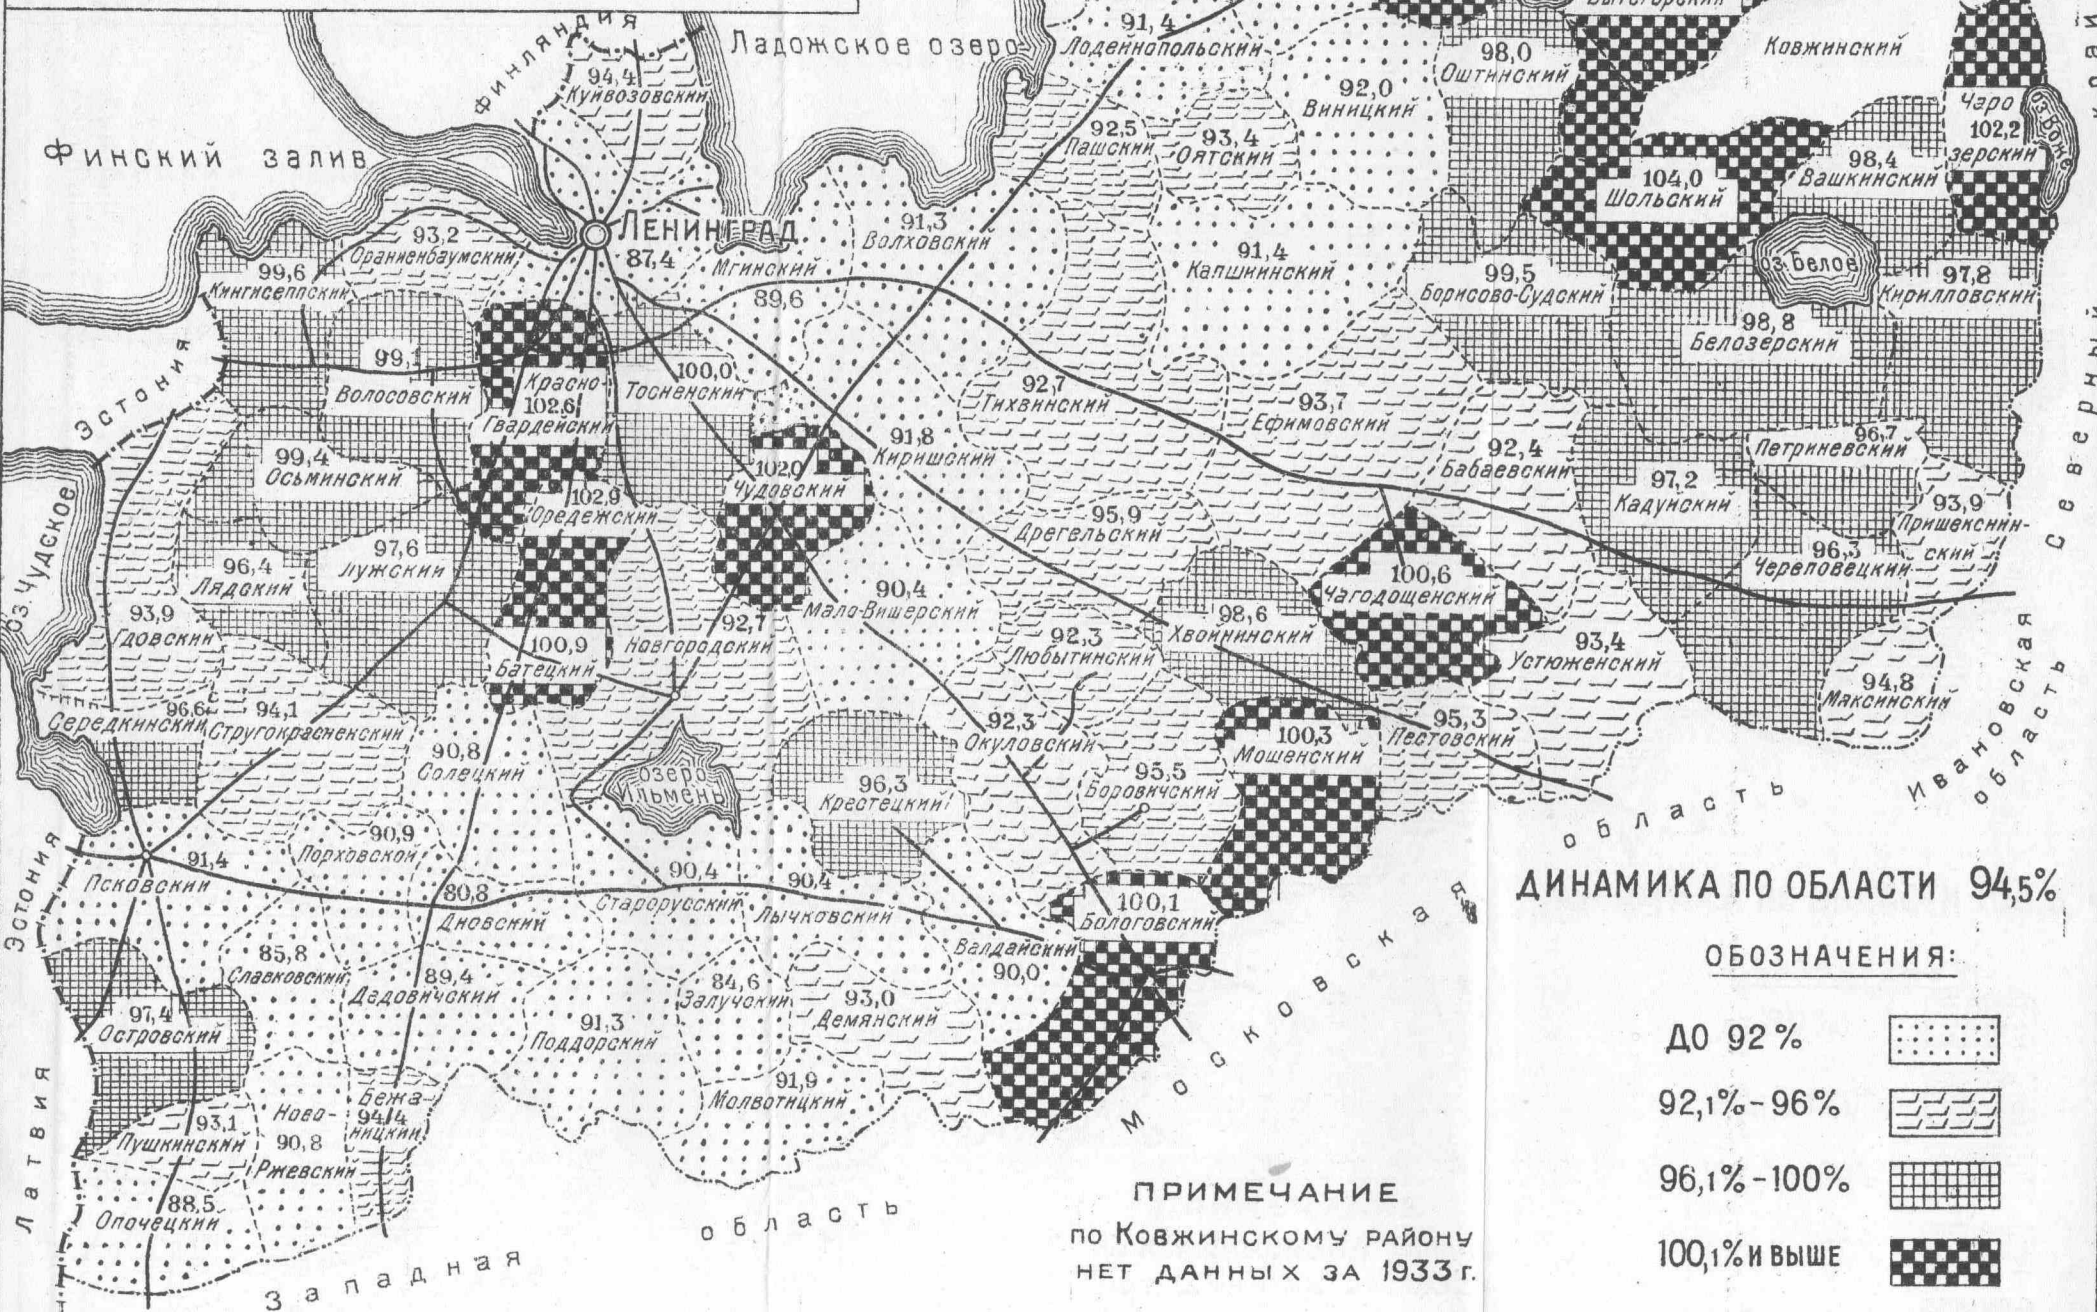 Финляндия
Ладожское озеро
91,4
Лодейнопольский
98,0
Оштинский
Ковжинский
94,4
Куйвозовский
92,0
Виницкий
Чаро
102,2
зерский
оз. Воже
Финский залив
92,5
Пашский
93,4
Оятский
104,0
Шольский
98,4
Вашкинский
Ленинград
87,4
93,2
Ораниенбаумский
Мгинский
89,6
91,3
Волховский
91,4
Капшинский
оз. Белое
99,6
Кингисеппский
99,5
Борисово-Судский
97,8
Кирилловский
98,8
Белозерский
Эстония
99,1
Волосовский
Красно-
102,6
Гвардейский
100,0
Тосненский
92,7
Тихвинский
93,7
Ефимовский
92,4
Бабаевский
96,7
Петриневский
99,4
Осьминский
102,0
Чудовский
91,8
Киришский
97,2
Кадуйский
93,9
Пришекснин-
ский
102,9
Оредежский
95,9
Дрегельский
96,3
Череповецкий
Северный
оз. Чудское
96,4
Лядский
97,6
Лужский
90,4
Мало-Вишерский
100,6
Чагодощенский
93,9
Гдовский
100,9
Батецкий
92,7
Новгородский
92,3
Любытинский
98,6
Хвойнинский
93,4
Устюженский
94,8
Максинский
Ивановская
область
96,6
Середкинский
94,1
Стругокрасненский
90,8
Солецкий
озеро
Ильмень
92,3
Окуловский
100,3
Мошенский
95,3
Пестовский
96,3
Крестецкий
95,5
Боровичский
91,4
Псковский
90,9
Порховской
80,8
Дновский
90,4
Старорусский
90,4
Лычковский
100,1
Бологовский
Московская область
Эстония
85,8
Славковский
89,4
Дедовичский
84,6
Залучский
93,0
Демянский
Валдайский
90,0
97,4
Островский
91,3
Поддорский
91,9
Молвотицкий
Латвия
93,1
Пушкинский
Ново-
90,8
Ржевский
Бежа-
94,4
ницкий
88,5
Опочецкий
Западная область
ДИНАМИКА ПО ОБЛАСТИ 94,5%
ОБОЗНАЧЕНИЯ:
ДО 92%
92,1%-96%
96,1%-100%
100,1% И ВЫШЕ
ПРИМЕЧАНИЕ
ПО КОВЖИНСКОМУ РАЙОНУ
НЕТ ДАННЫХ ЗА 1933 г.